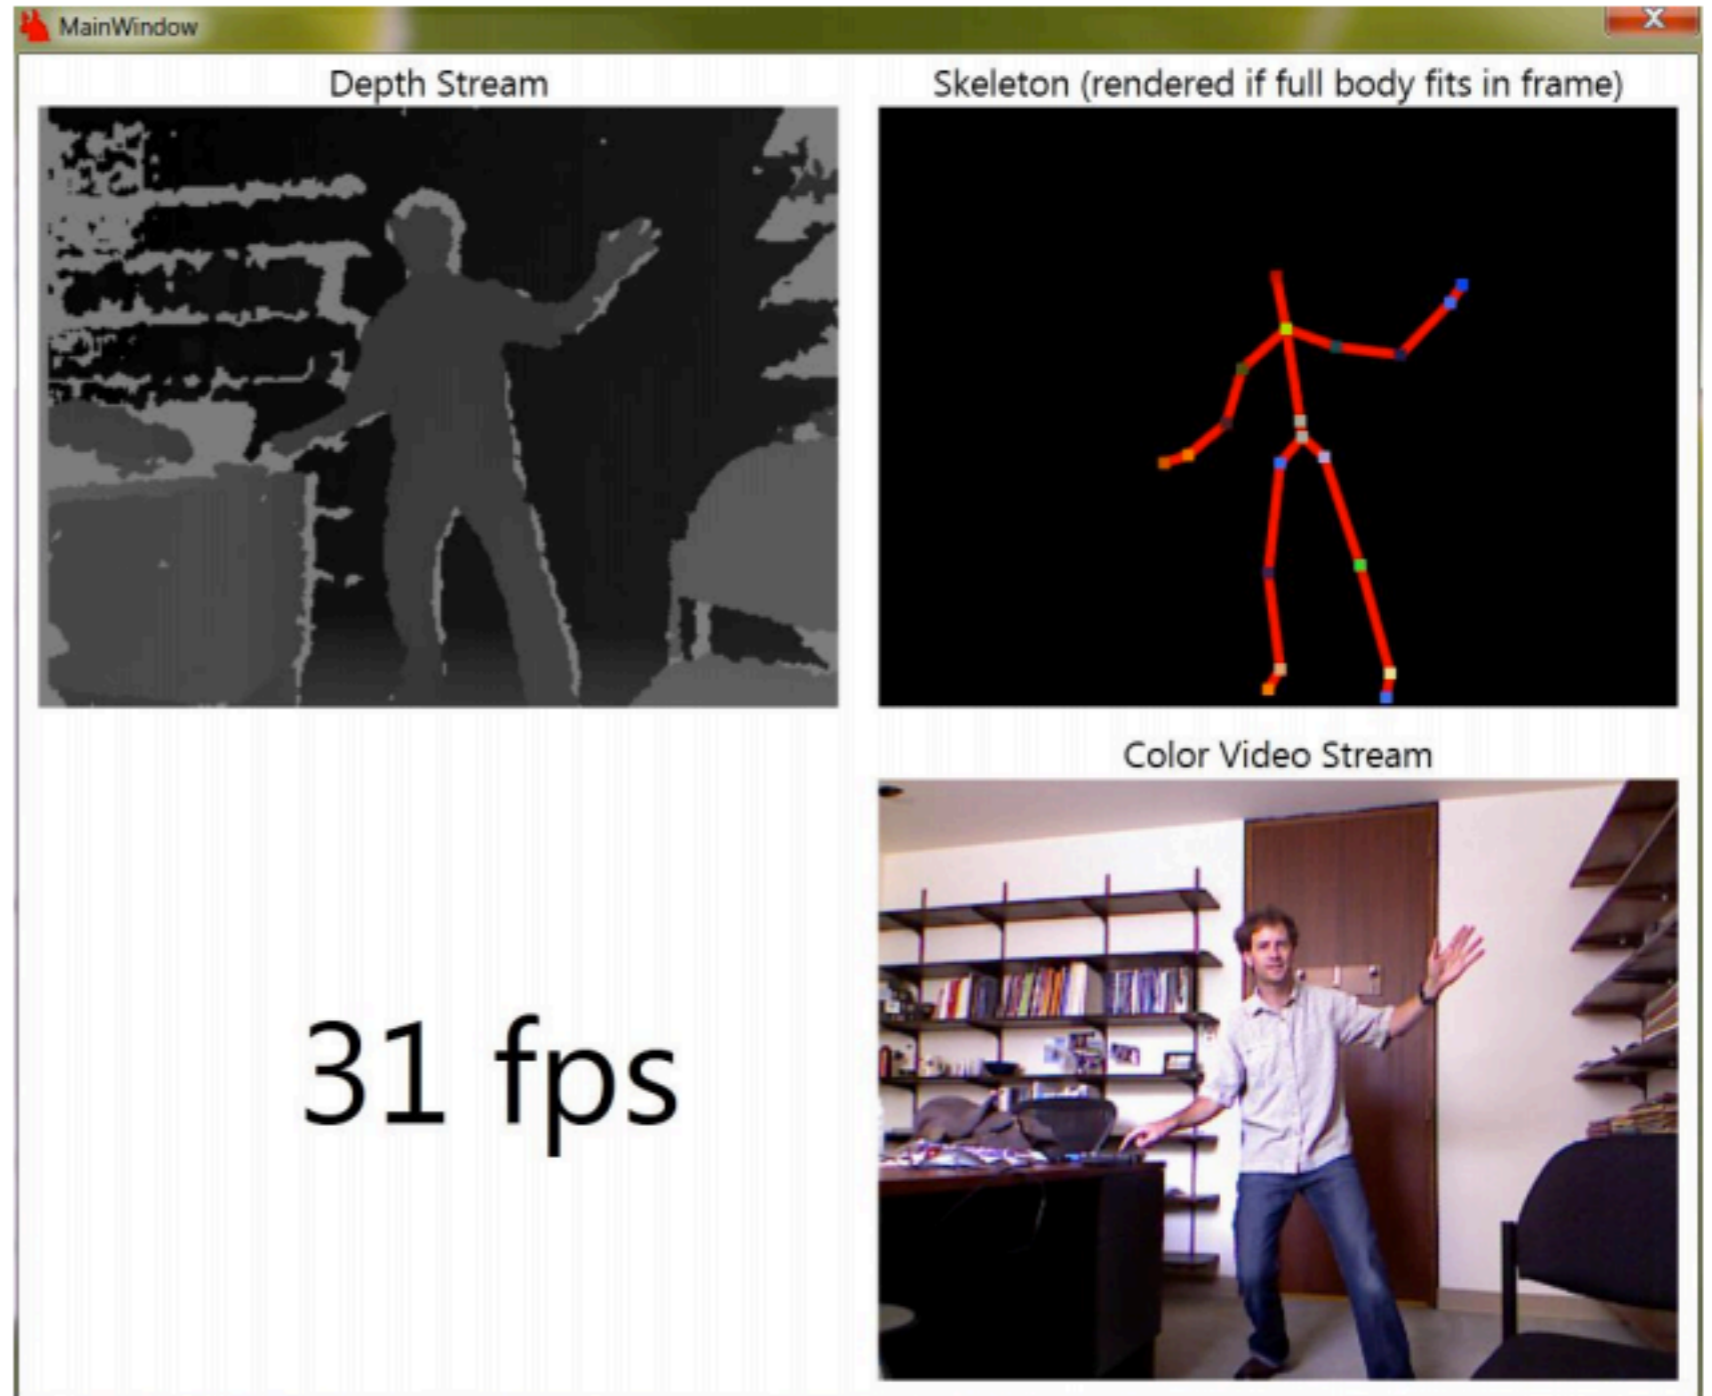 MainWindow
Depth Stream
Skeleton (rendered if full body fits in frame)
Color Video Stream
31 fps